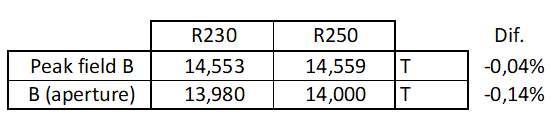 R230 R250 Dif.
Peak field B 14,553 14,559 T -0,04%
B (aperture) 13,980 14,000 T -0,14%